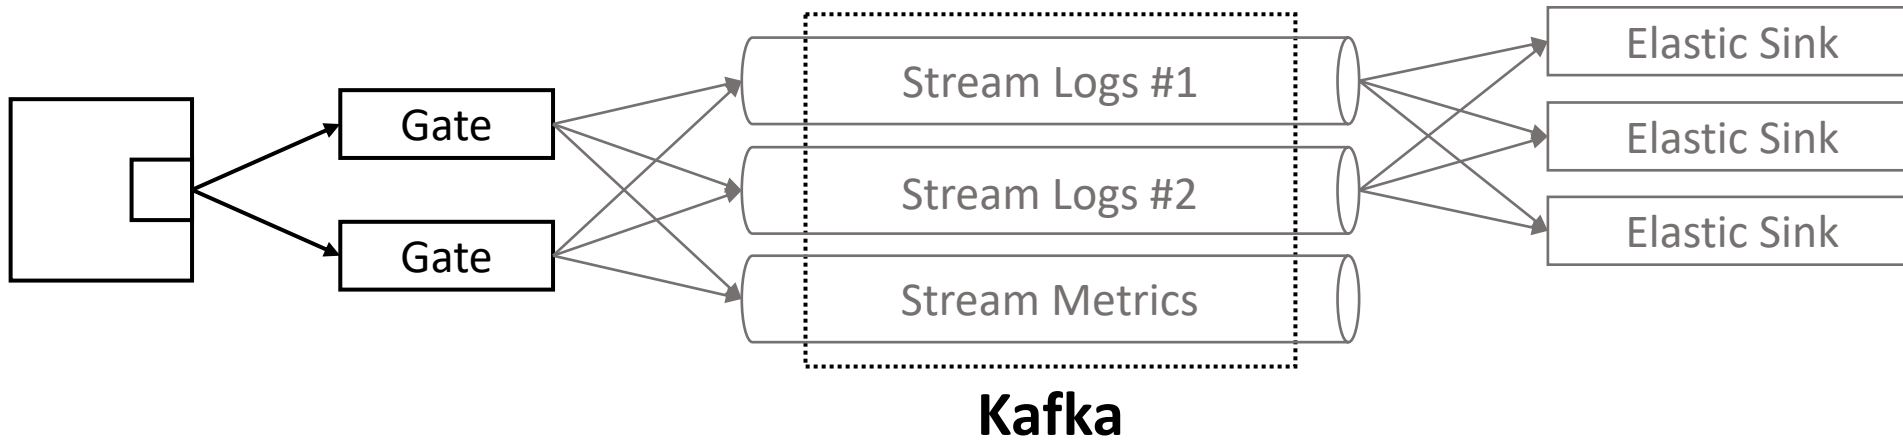 Gate
Gate
Stream Logs #1
Stream Logs #2
Stream Metrics
Kafka
Elastic Sink
Elastic Sink
Elastic Sink